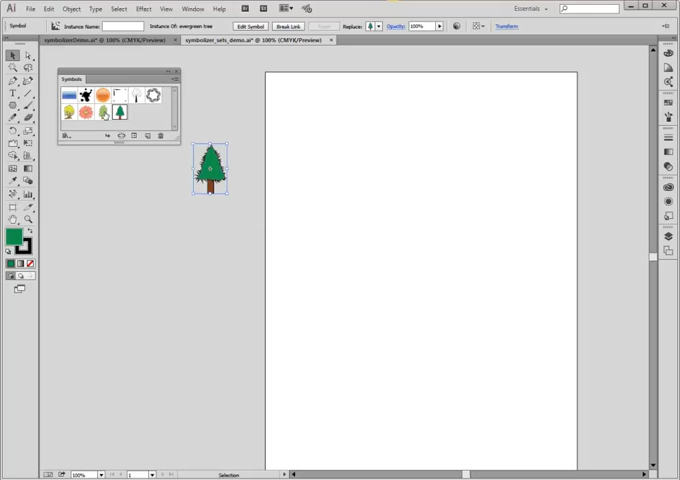 Ai File Edit Object Type Select Effect View Window Help Br St Essentials
Symbol Instance Name: Instance Of: evergreen tree Edit Symbol Break Link Replace: Opacity: 100% Transform
symbolizerDemo.ai* @ 100% (CMYK/Preview) × symbolizer_sets_demo.ai* @ 100% (CMYK/Preview) ×
Symbols
100% 1 Selection